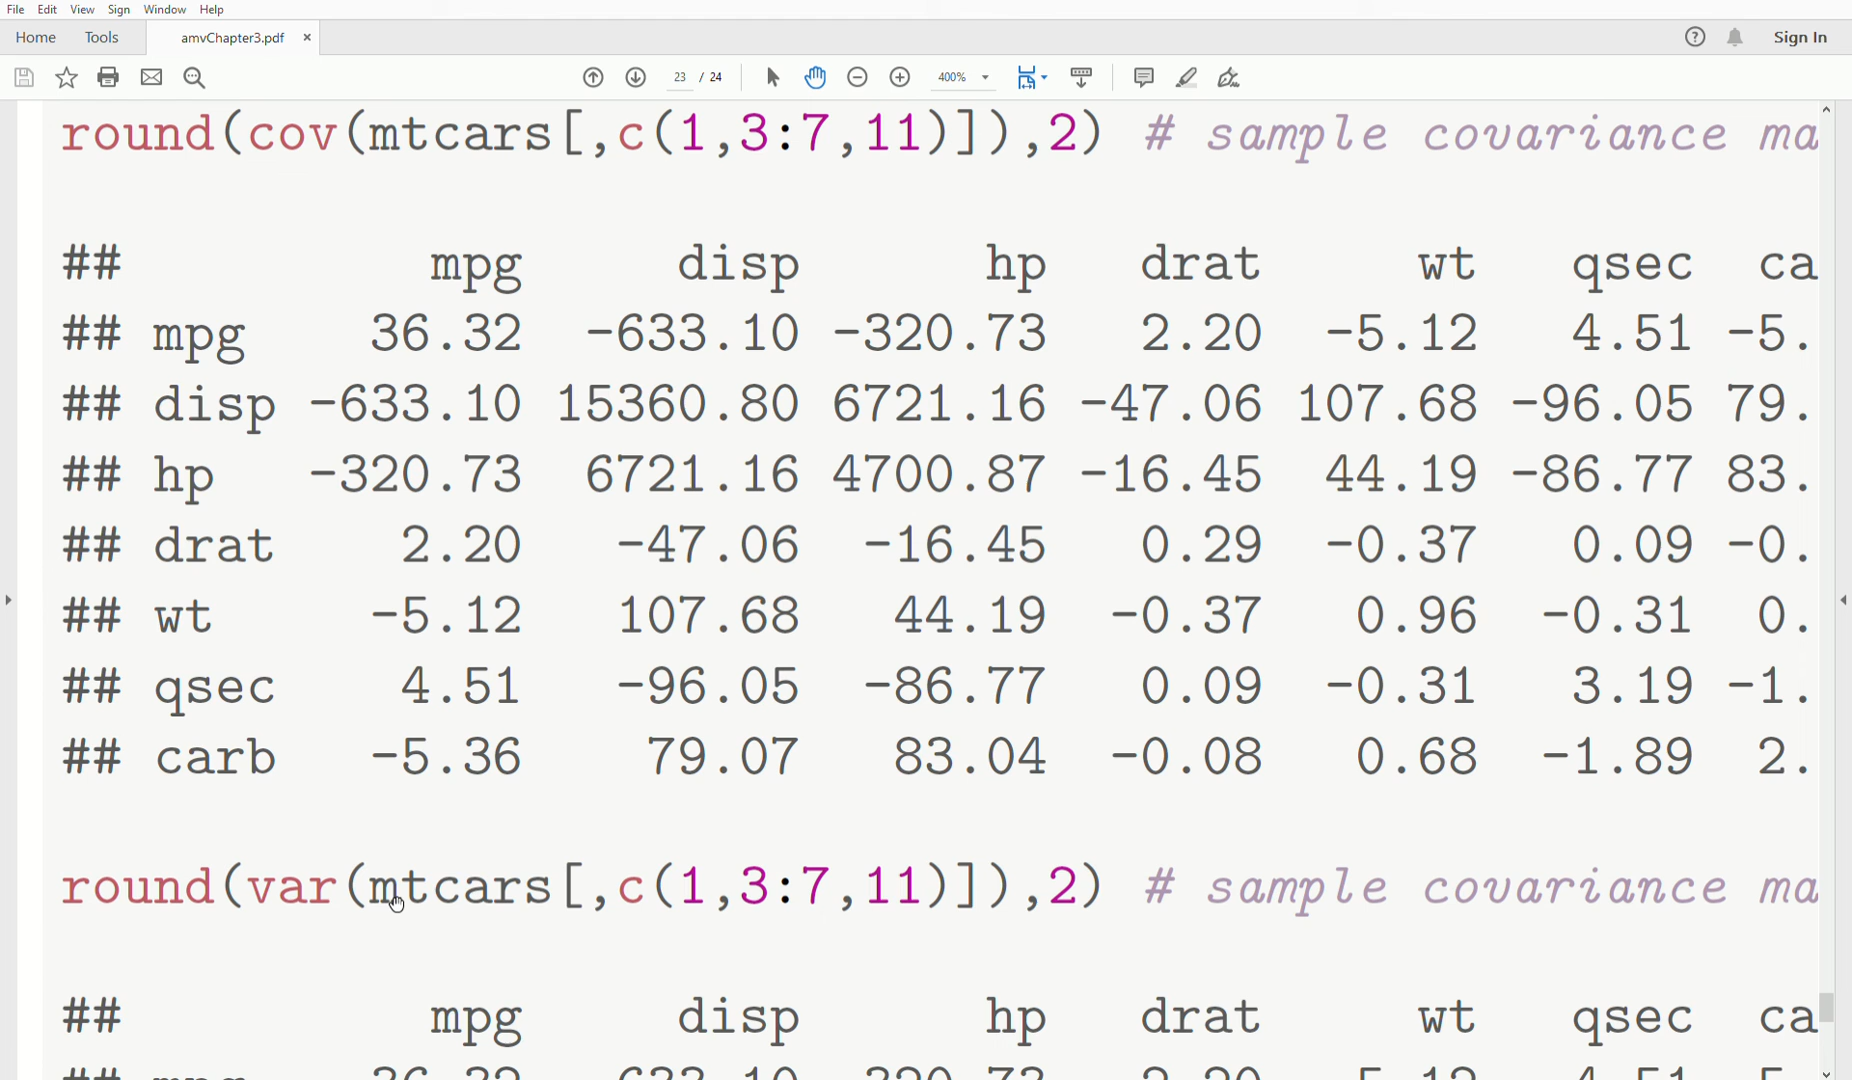 File Edit View Sign Window Help
Home Tools amvChapter3.pdf × Sign In
23 / 24 400%
round(cov(mtcars[,c(1,3:7,11)]),2) # sample covariance ma
## mpg disp hp drat wt qsec ca
## mpg 36.32 -633.10 -320.73 2.20 -5.12 4.51 -5.
## disp -633.10 15360.80 6721.16 -47.06 107.68 -96.05 79.
## hp -320.73 6721.16 4700.87 -16.45 44.19 -86.77 83.
## drat 2.20 -47.06 -16.45 0.29 -0.37 0.09 -0.
## wt -5.12 107.68 44.19 -0.37 0.96 -0.31 0.
## qsec 4.51 -96.05 -86.77 0.09 -0.31 3.19 -1.
## carb -5.36 79.07 83.04 -0.08 0.68 -1.89 2.
round(var(mtcars[,c(1,3:7,11)]),2) # sample covariance ma
## mpg disp hp drat wt qsec ca